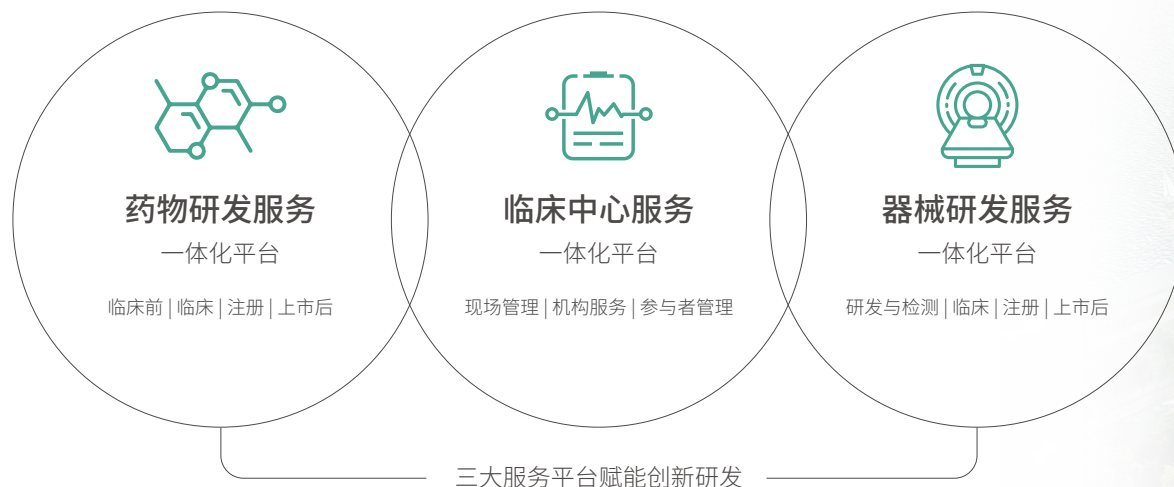 药物研发服务
一体化平台
临床前 | 临床 | 注册 | 上市后
临床中心服务
一体化平台
现场管理 | 机构服务 | 参与者管理
器械研发服务
一体化平台
研发与检测 | 临床 | 注册 | 上市后
三大服务平台赋能创新研发